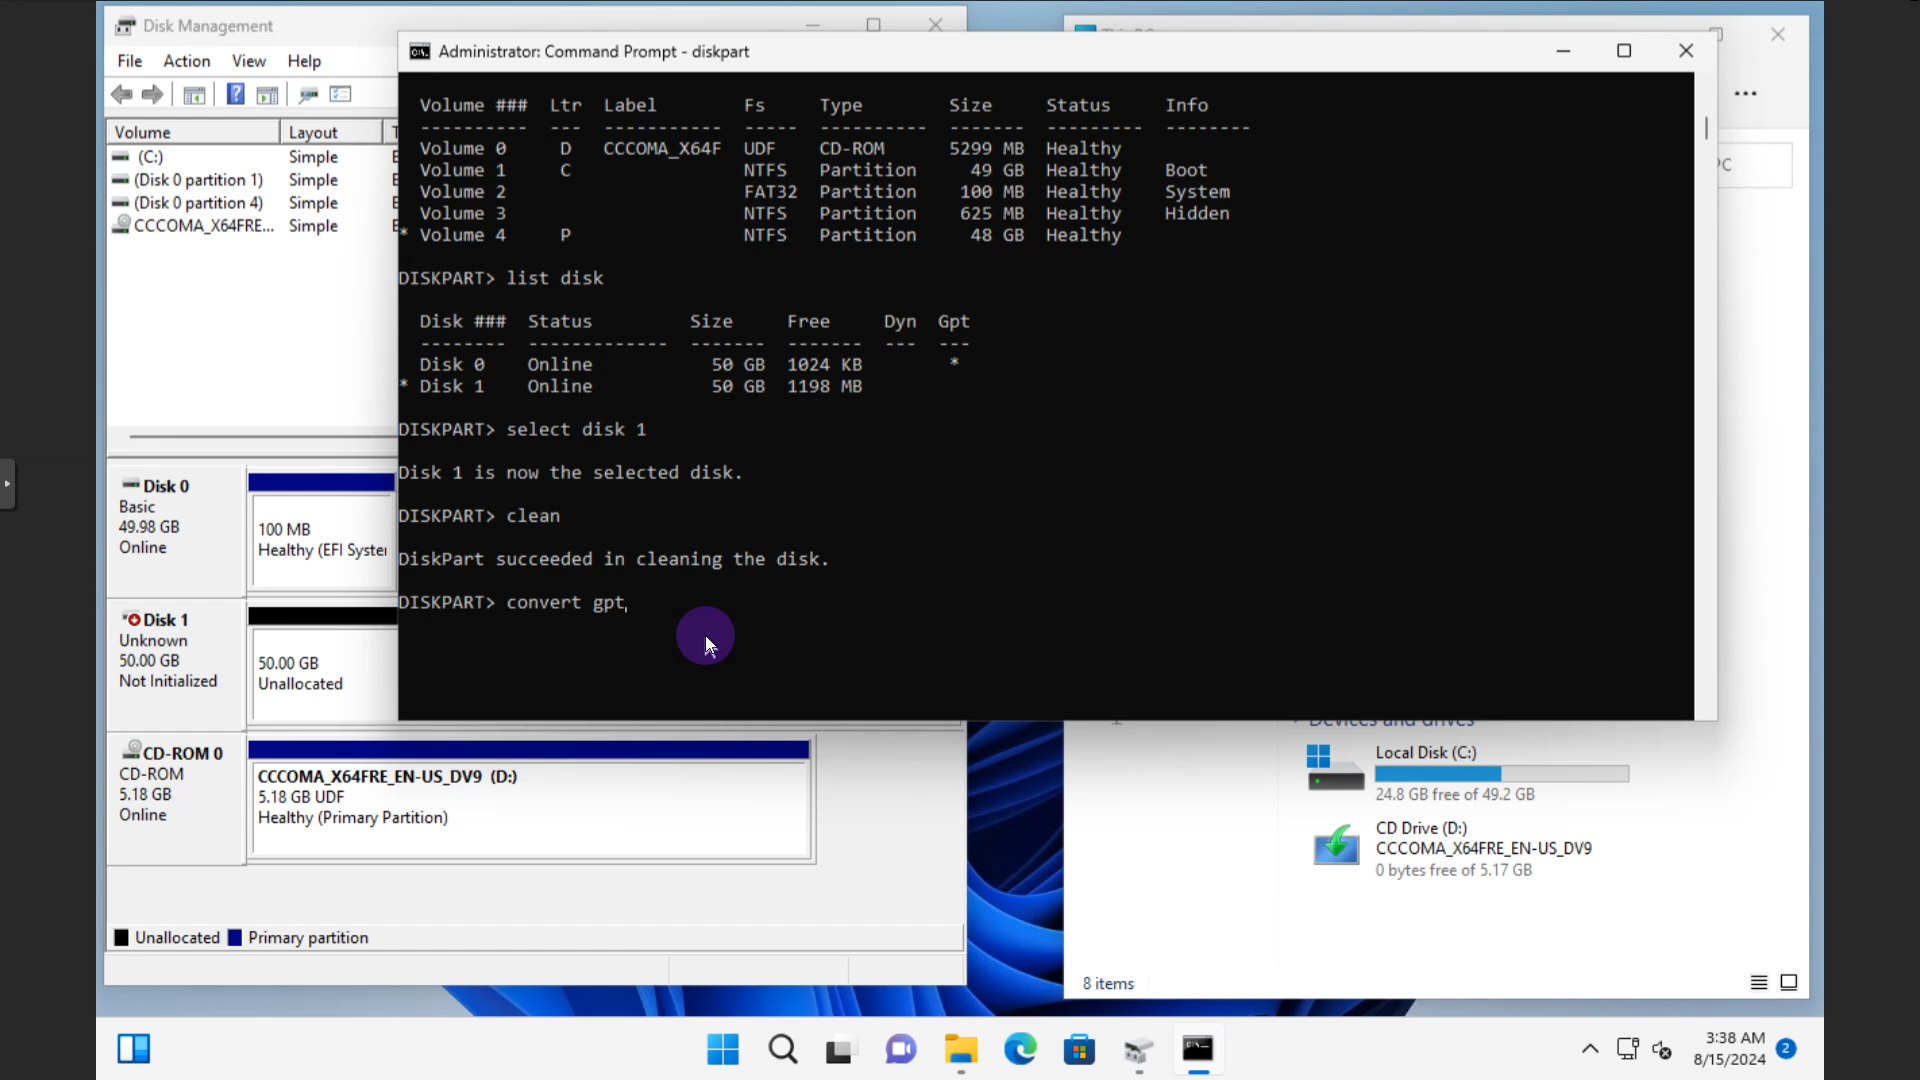 Disk Management
File Action View Help
Volume Layout
(C:) Simple
(Disk 0 partition 1) Simple
(Disk 0 partition 4) Simple
CCCOMA_X64FRE... Simple
Disk 0
Basic
49.98 GB
Online
100 MB
Healthy (EFI Syste
Disk 1
Unknown
50.00 GB
Not Initialized
50.00 GB
Unallocated
CD-ROM 0
CD-ROM
5.18 GB
Online
CCCOMA_X64FRE_EN-US_DV9 (D:)
5.18 GB UDF
Healthy (Primary Partition)
Unallocated Primary partition
Administrator: Command Prompt - diskpart
Volume ### Ltr Label Fs Type Size Status Info
---------- --- ----------- ----- ---------- ------- --------- --------
Volume 0 D CCCOMA_X64F UDF CD-ROM 5299 MB Healthy
Volume 1 C NTFS Partition 49 GB Healthy Boot
Volume 2 FAT32 Partition 100 MB Healthy System
Volume 3 NTFS Partition 625 MB Healthy Hidden
* Volume 4 P NTFS Partition 48 GB Healthy
DISKPART> list disk
Disk ### Status Size Free Dyn Gpt
-------- ------------- ------- ------- --- ---
Disk 0 Online 50 GB 1024 KB *
* Disk 1 Online 50 GB 1198 MB
DISKPART> select disk 1
Disk 1 is now the selected disk.
DISKPART> clean
DiskPart succeeded in cleaning the disk.
DISKPART> convert gpt
PC
Devices and drives
Local Disk (C:)
24.8 GB free of 49.2 GB
CD Drive (D:)
CCCOMA_X64FRE_EN-US_DV9
0 bytes free of 5.17 GB
8 items
3:38 AM
8/15/2024
2